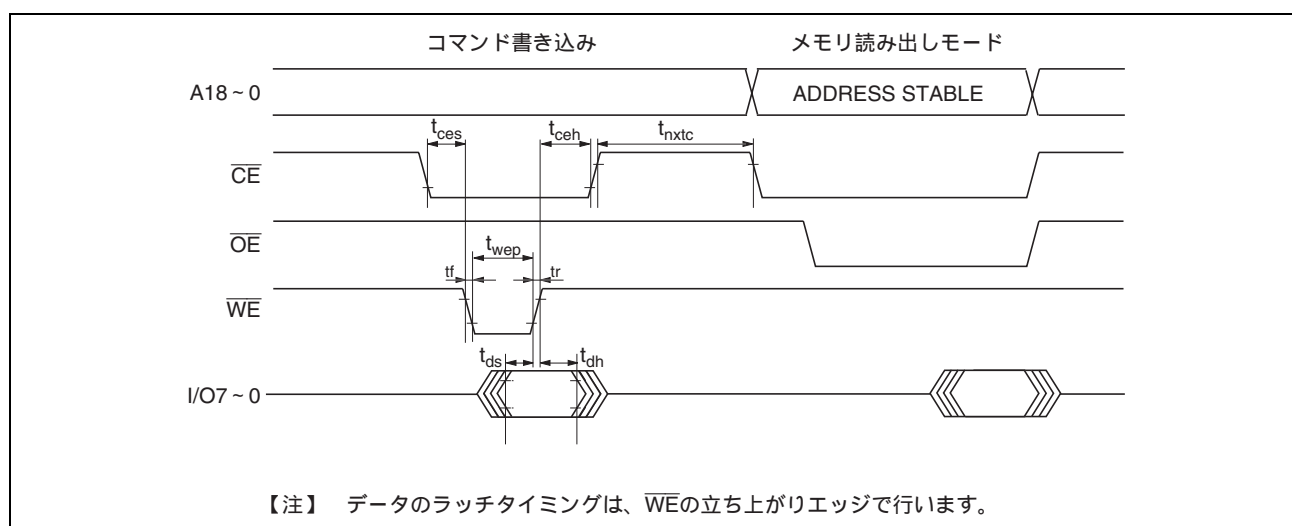 コマンド書き込み メモリ読み出しモード
A18～0 ADDRESS STABLE
tces tceh tnxtc
CE
OE
twep
tf tr
WE
tds tdh
I/O7～0
【注】 データのラッチタイミングは、WEの立ち上がりエッジで行います。